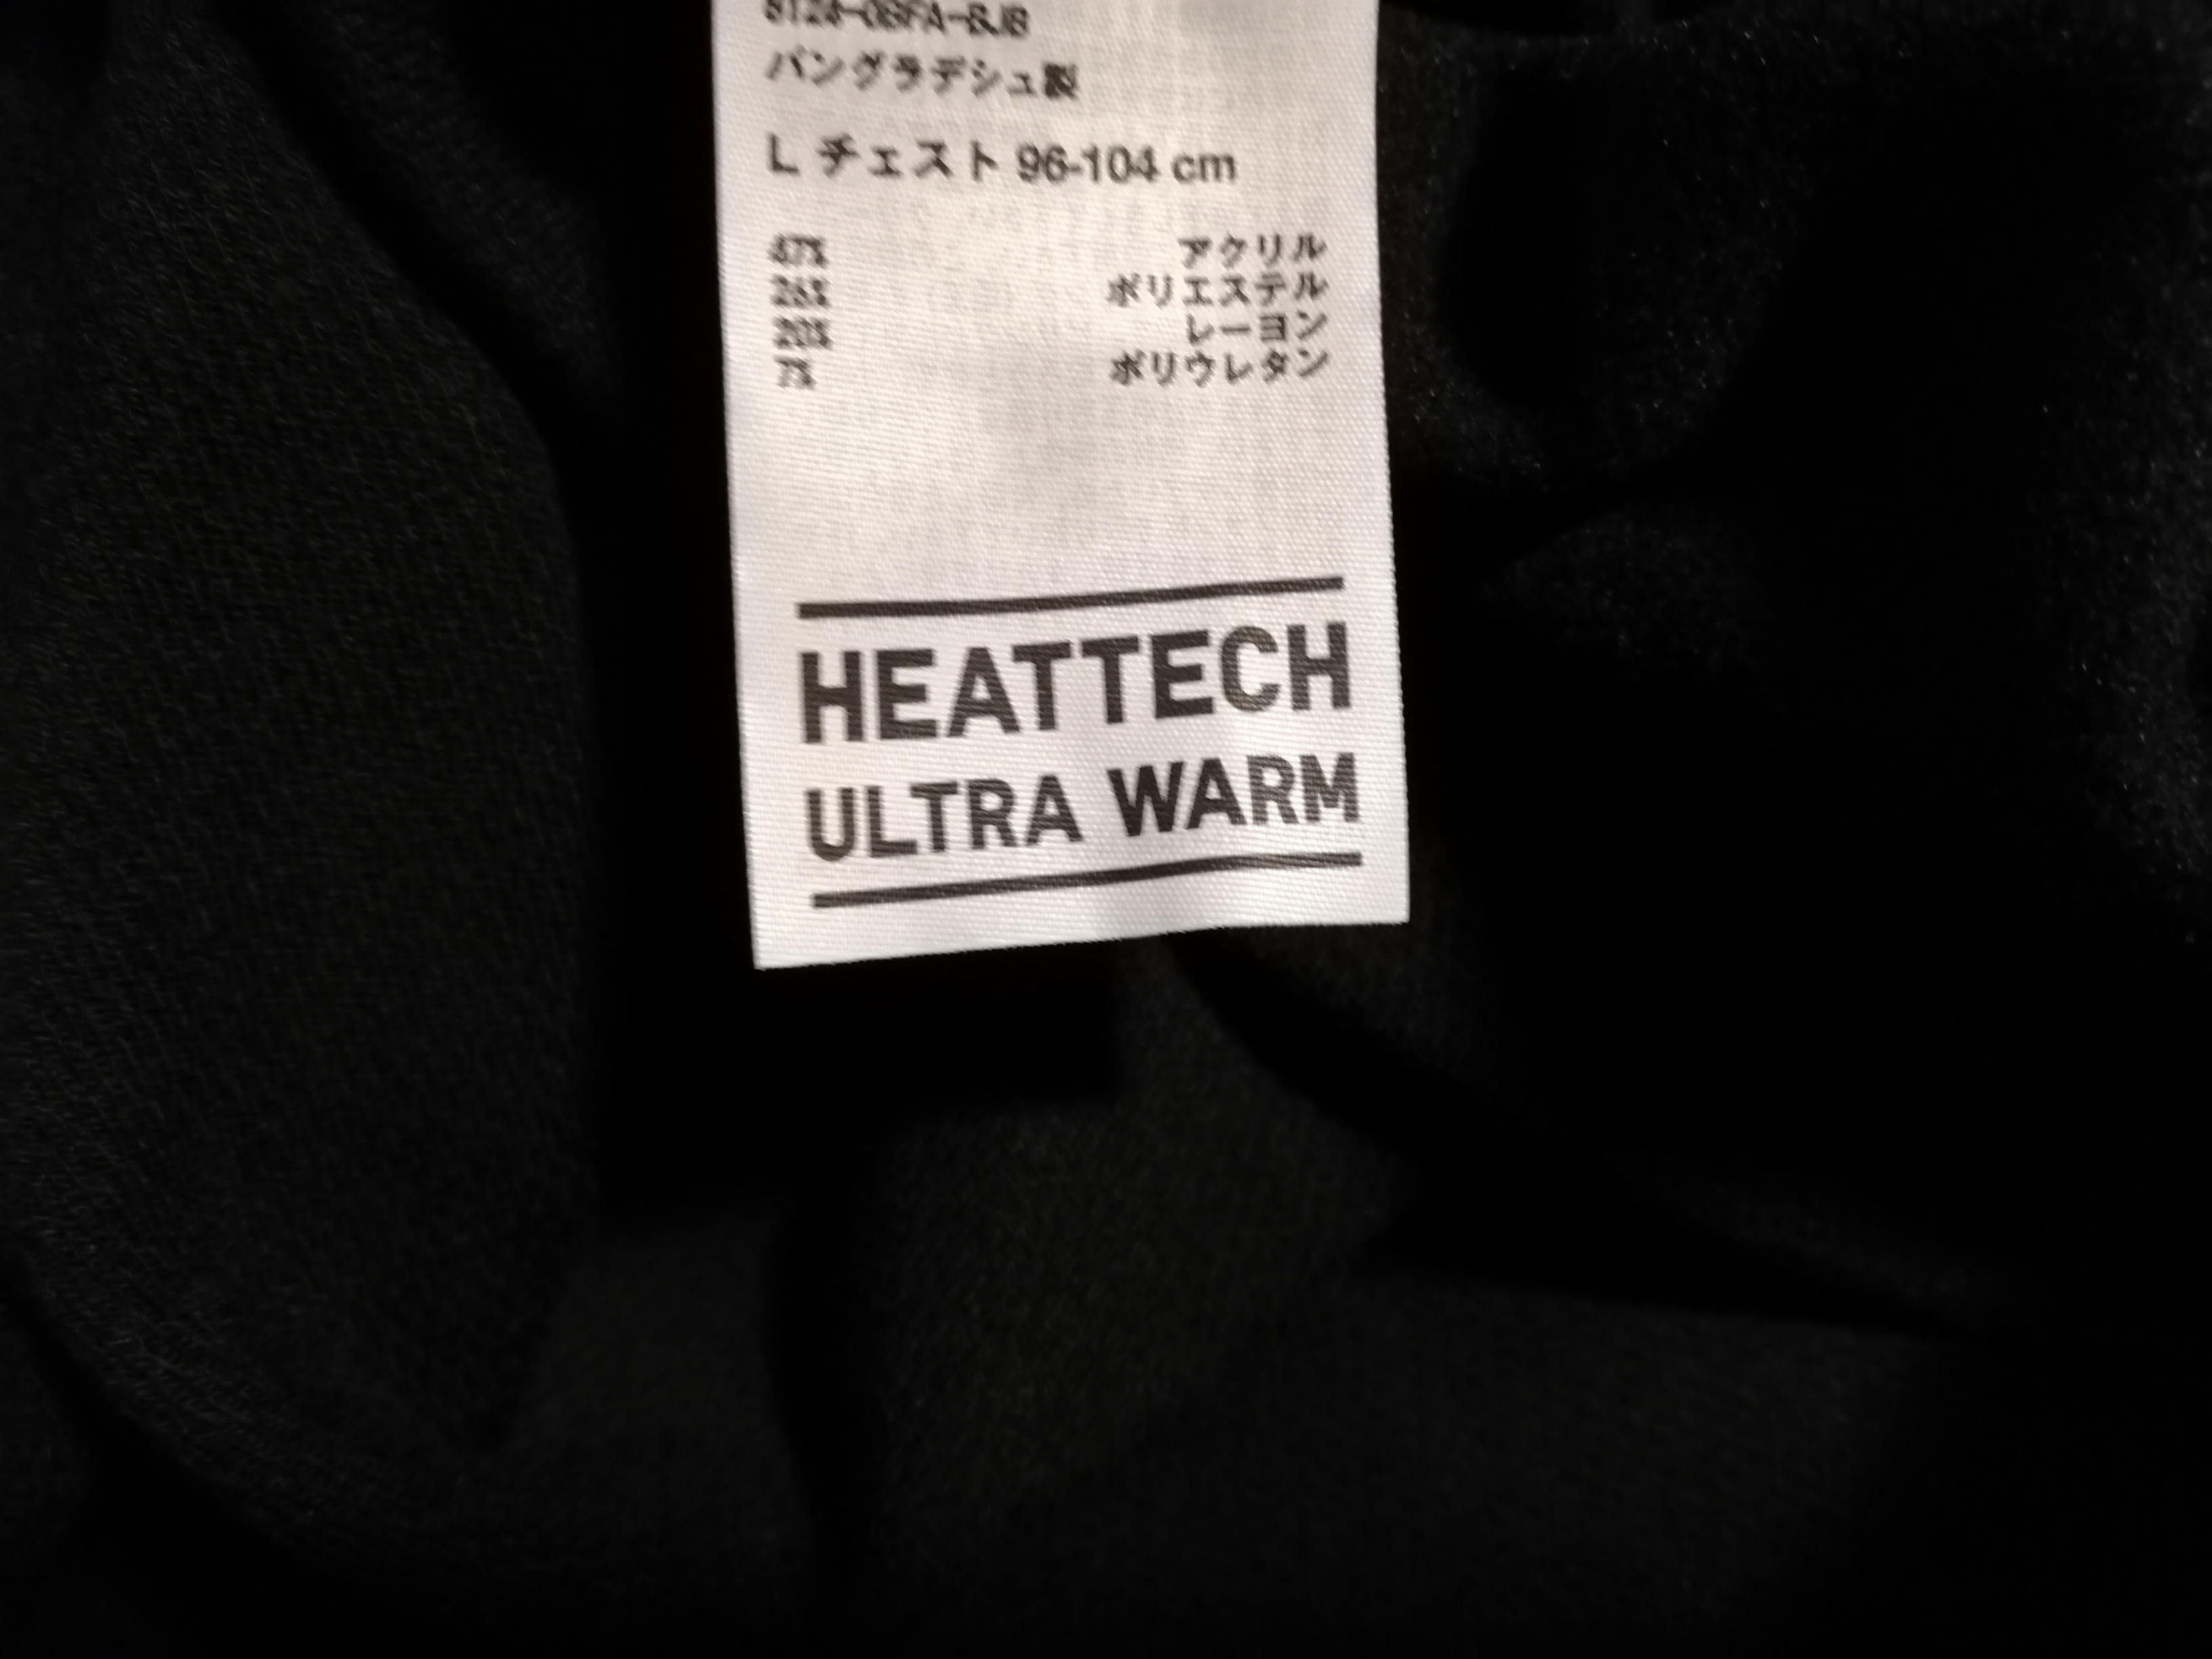 バングラデシュ製
L チェスト 96-104 cm
47% アクリル
26% ポリエステル
20% レーヨン
7% ポリウレタン
HEATTECH
ULTRA WARM